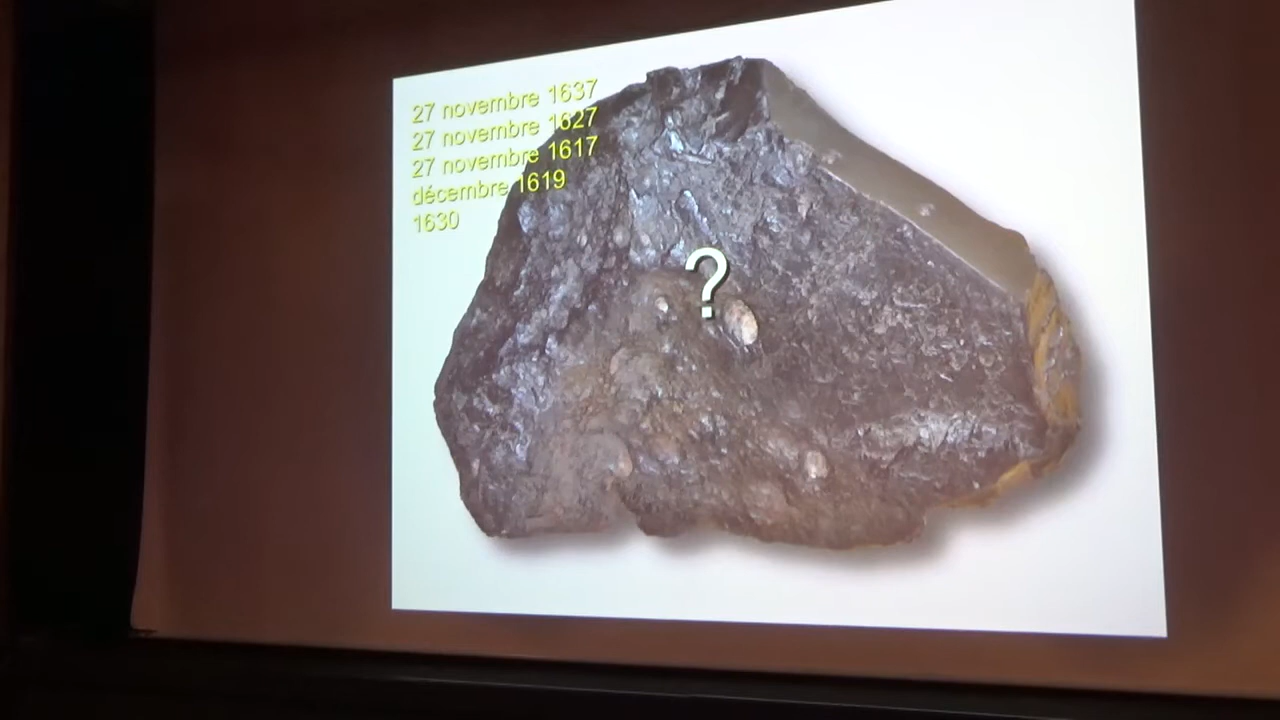 27 novembre 1637
27 novembre 1627
27 novembre 1617
décembre 1619
1630
?